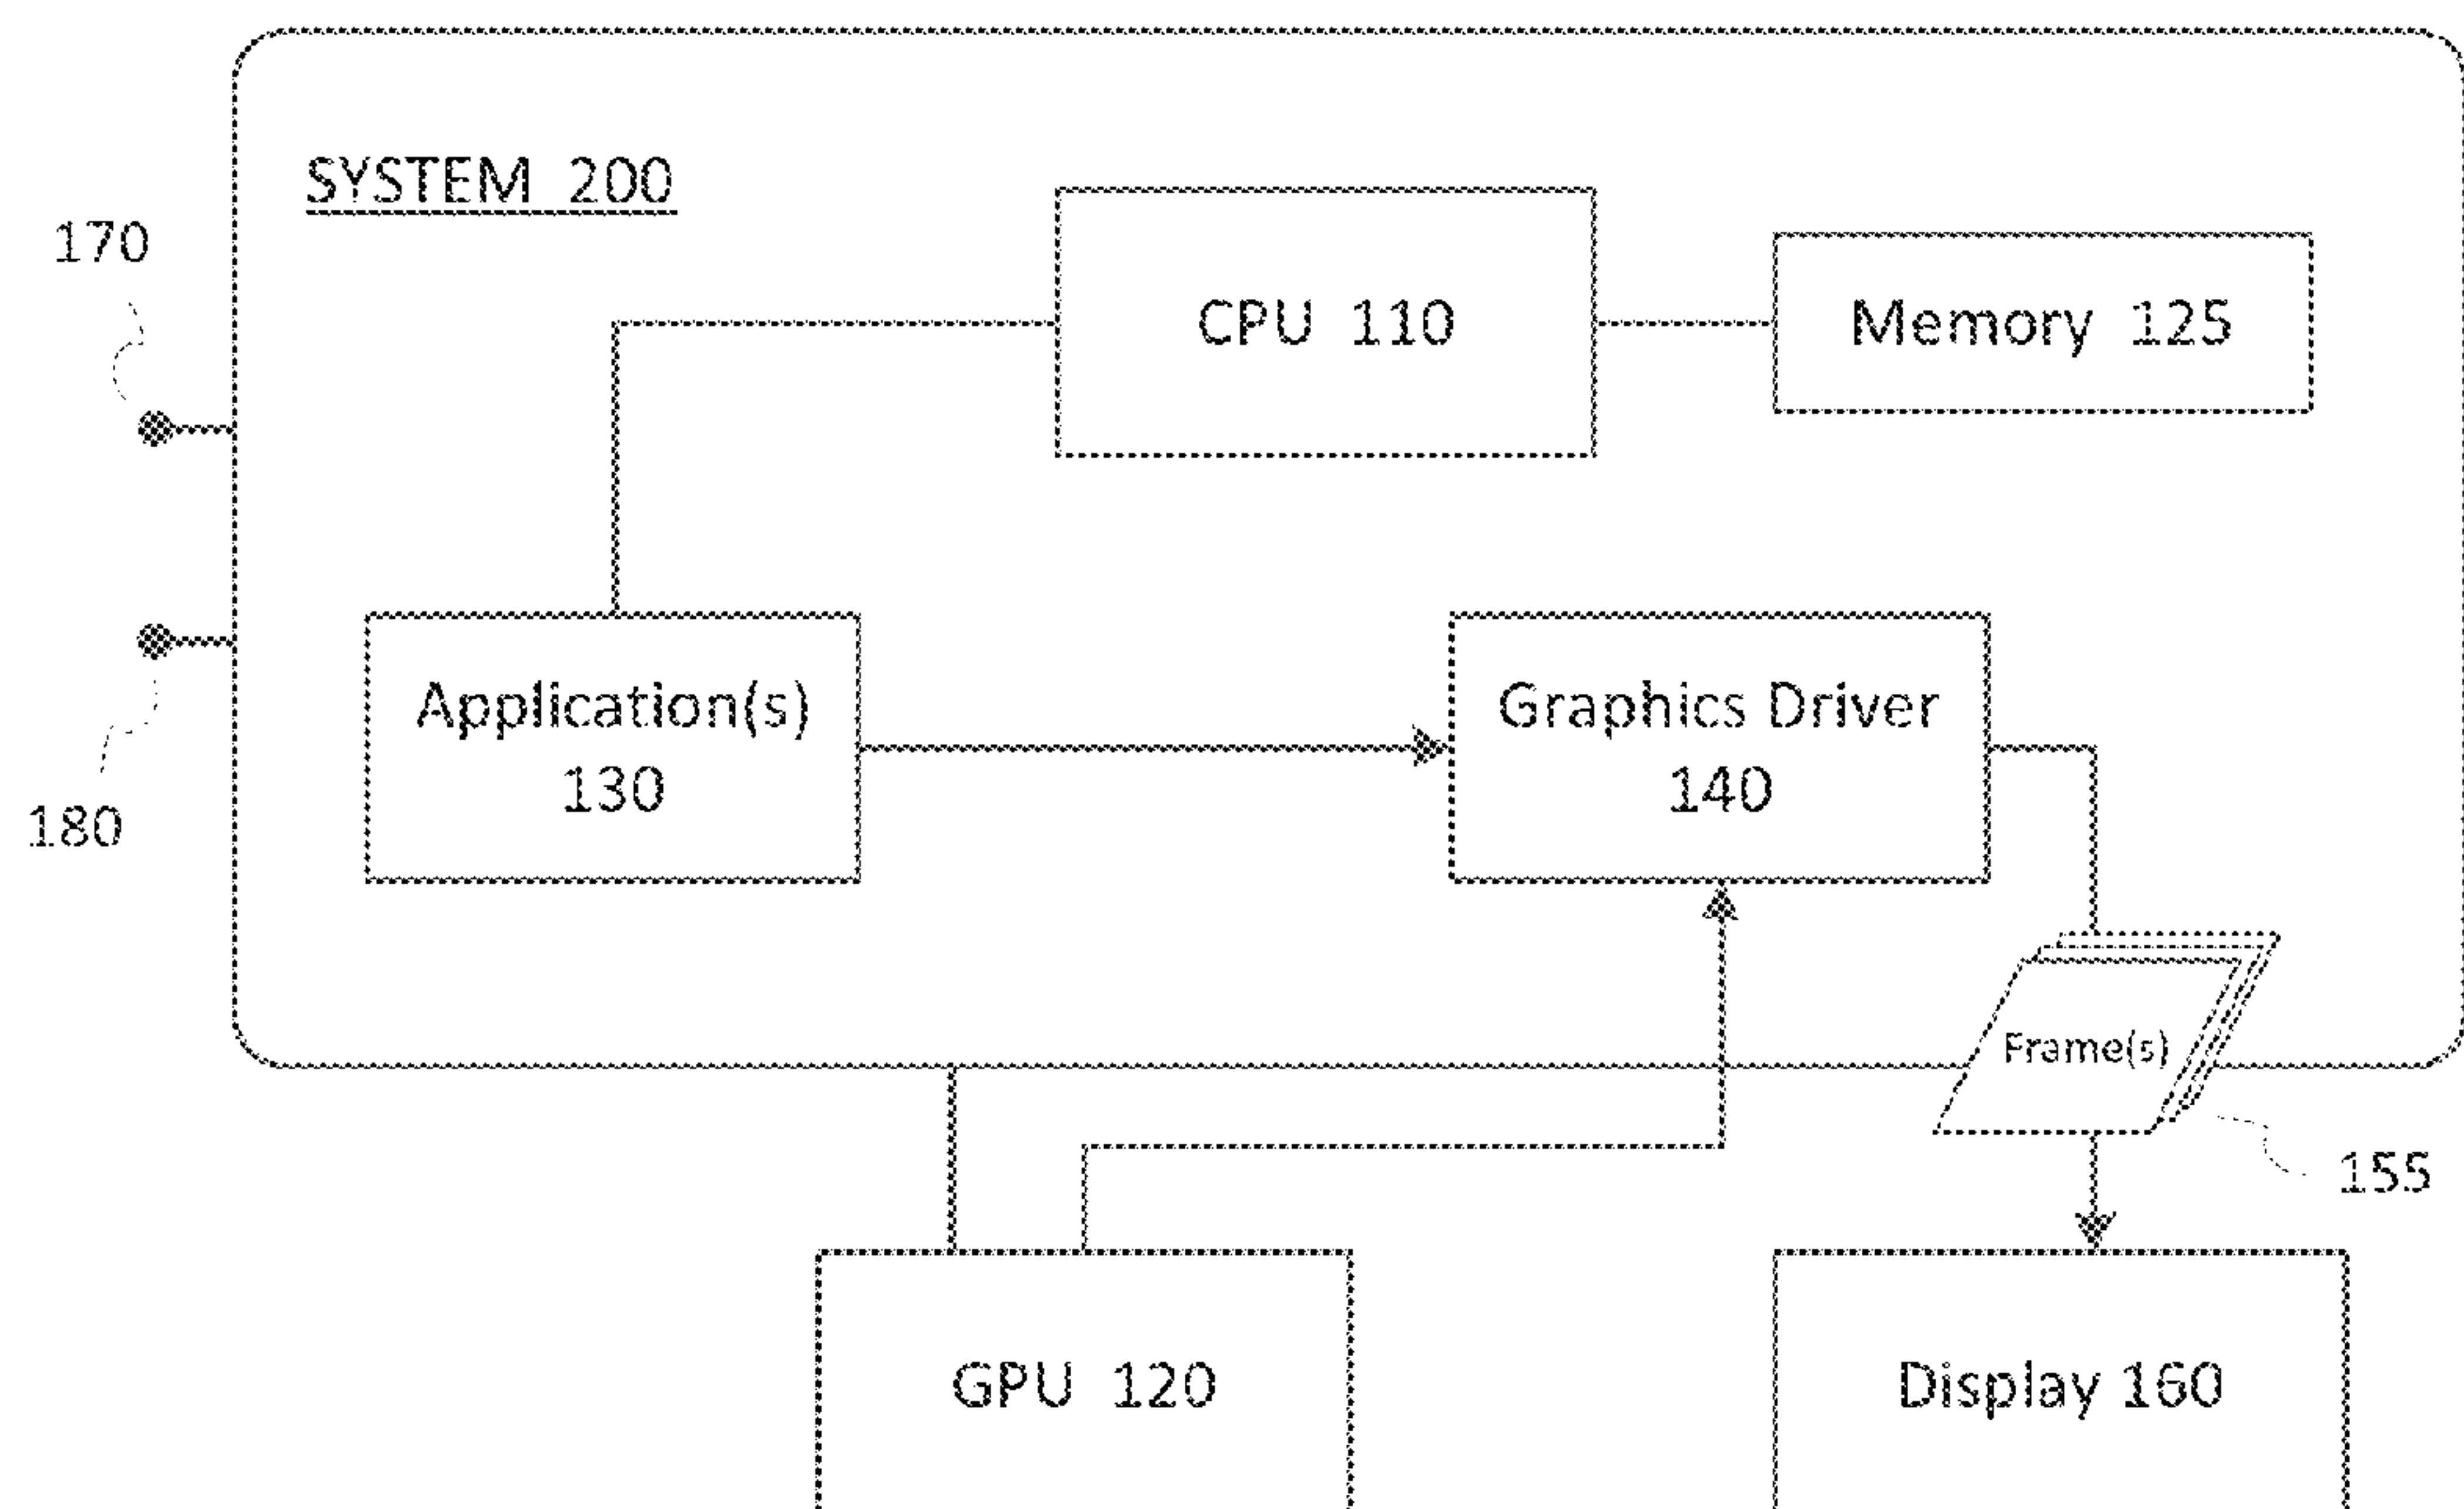 SYSTEM 200
170
CPU 110
Memory 125
Application(s)
130
Graphics Driver
140
180
Frame(s)
155
GPU 120
Display 160